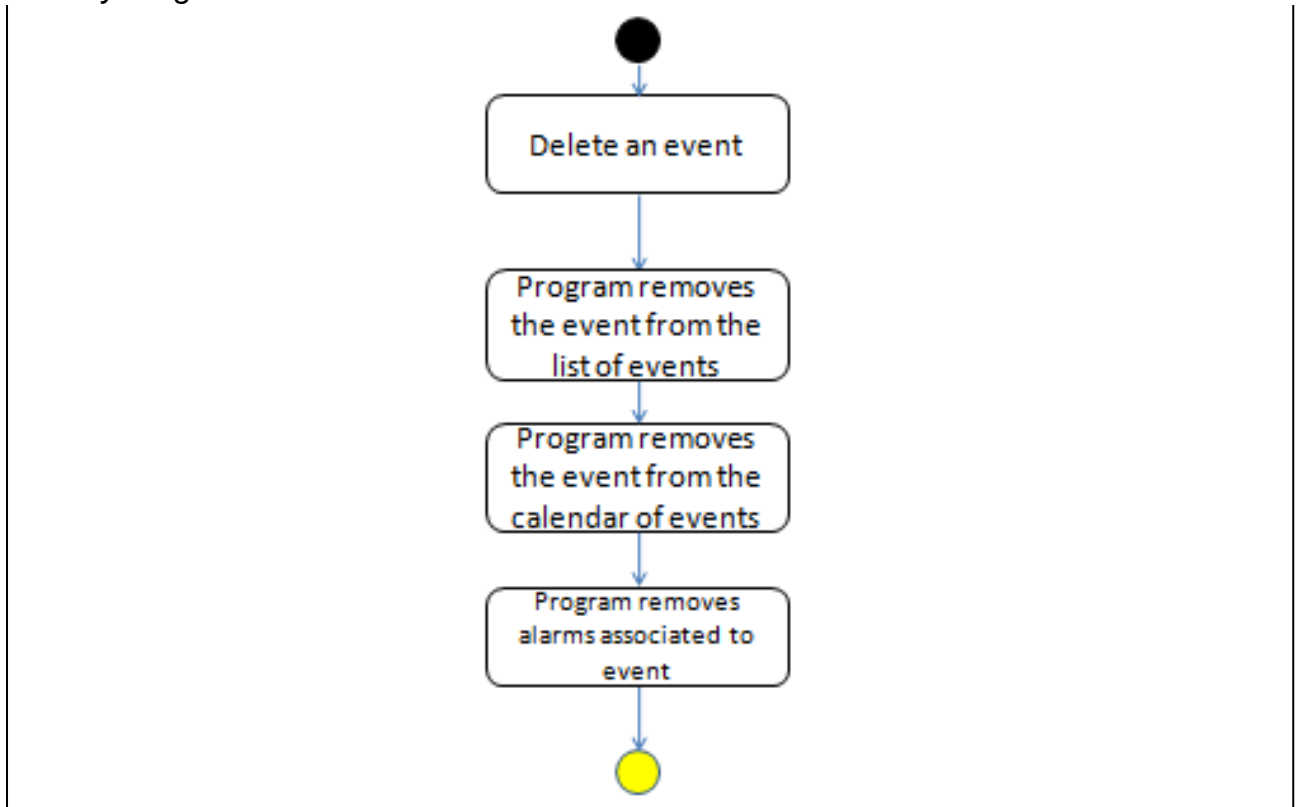 Delete an event
Program removes
the event from the
list of events
Program removes
the event from the
calendar of events
Program removes
alarms associated to
event